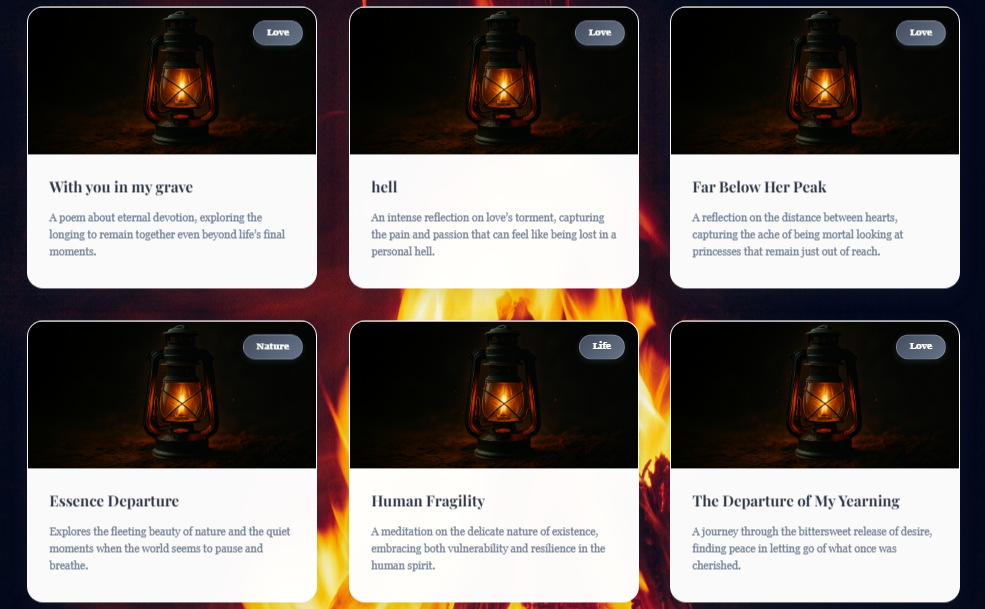 Love
With you in my grave
A poem about eternal devotion, exploring the
longing to remain together even beyond life's final
moments.
Love
hell
An intense reflection on love's torment, capturing
the pain and passion that can feel like being lost in a
personal hell.
Love
Far Below Her Peak
A reflection on the distance between hearts,
capturing the ache of being mortal looking at
princesses that remain just out of reach.
Nature
Essence Departure
Explores the fleeting beauty of nature and the quiet
moments when the world seems to pause and
breathe.
Life
Human Fragility
A meditation on the delicate nature of existence,
embracing both vulnerability and resilience in the
human spirit.
Love
The Departure of My Yearning
A journey through the bittersweet release of desire,
finding peace in letting go of what once was
cherished.